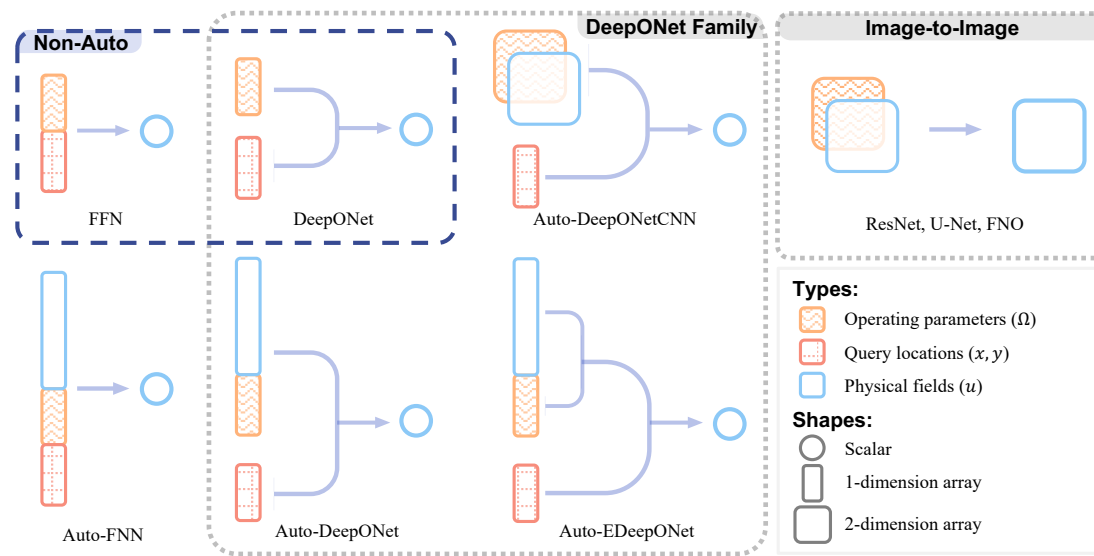 Non-Auto
DeepONet Family
Image-to-Image
FFN
DeepONet
Auto-DeepONetCNN
ResNet, U-Net, FNO
Auto-FNN
Auto-DeepONet
Auto-EDeepONet
Types:
Operating parameters (Ω)
Query locations (x, y)
Physical fields (u)
Shapes:
Scalar
1-dimension array
2-dimension array